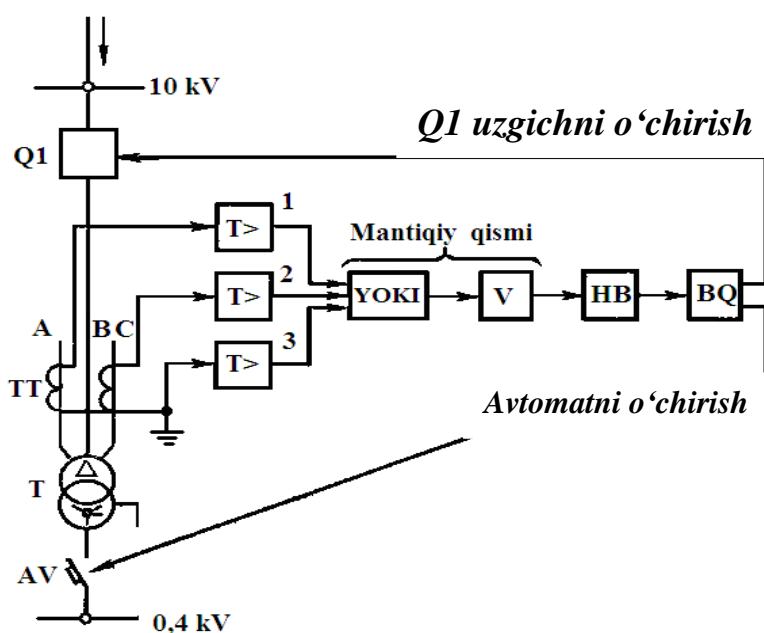 10 kV
Q1 uzgichni o‘chirish
Q1
1
T>
Mantiqiy qismi
2
T>
YOKI
V
HB
BQ
A
B C
3
TT
T>
Avtomatni o‘chirish
T
AV
0,4 kV